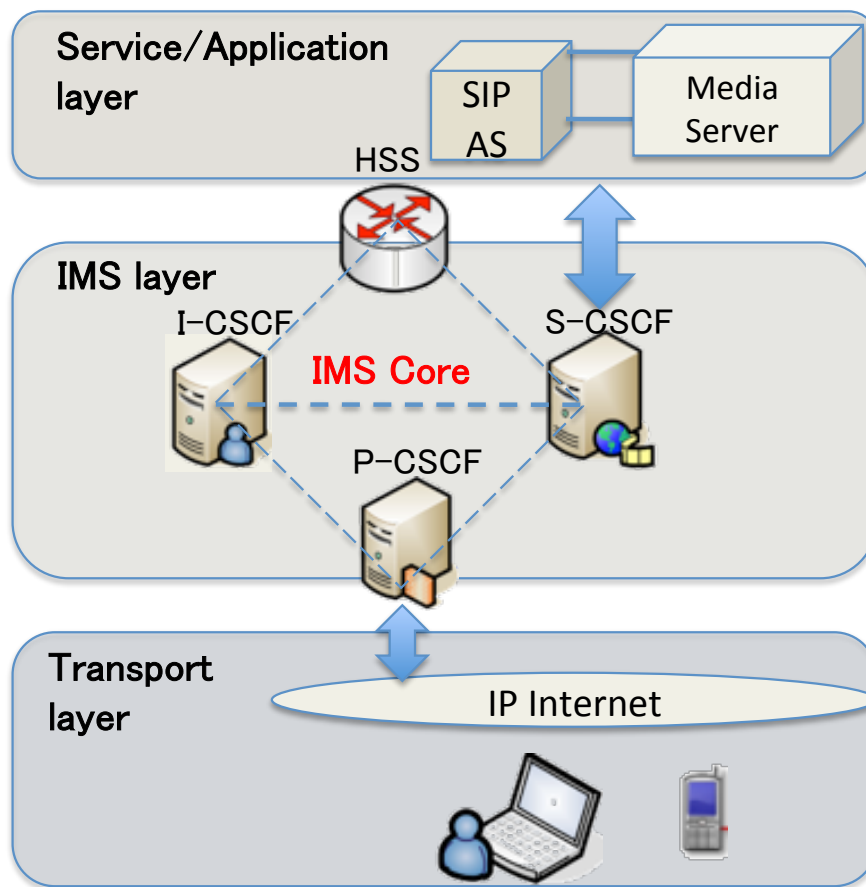 Service/Application
layer
SIP
AS
Media
Server
HSS
IMS layer
I-CSCF
S-CSCF
IMS Core
P-CSCF
Transport
layer
IP Internet